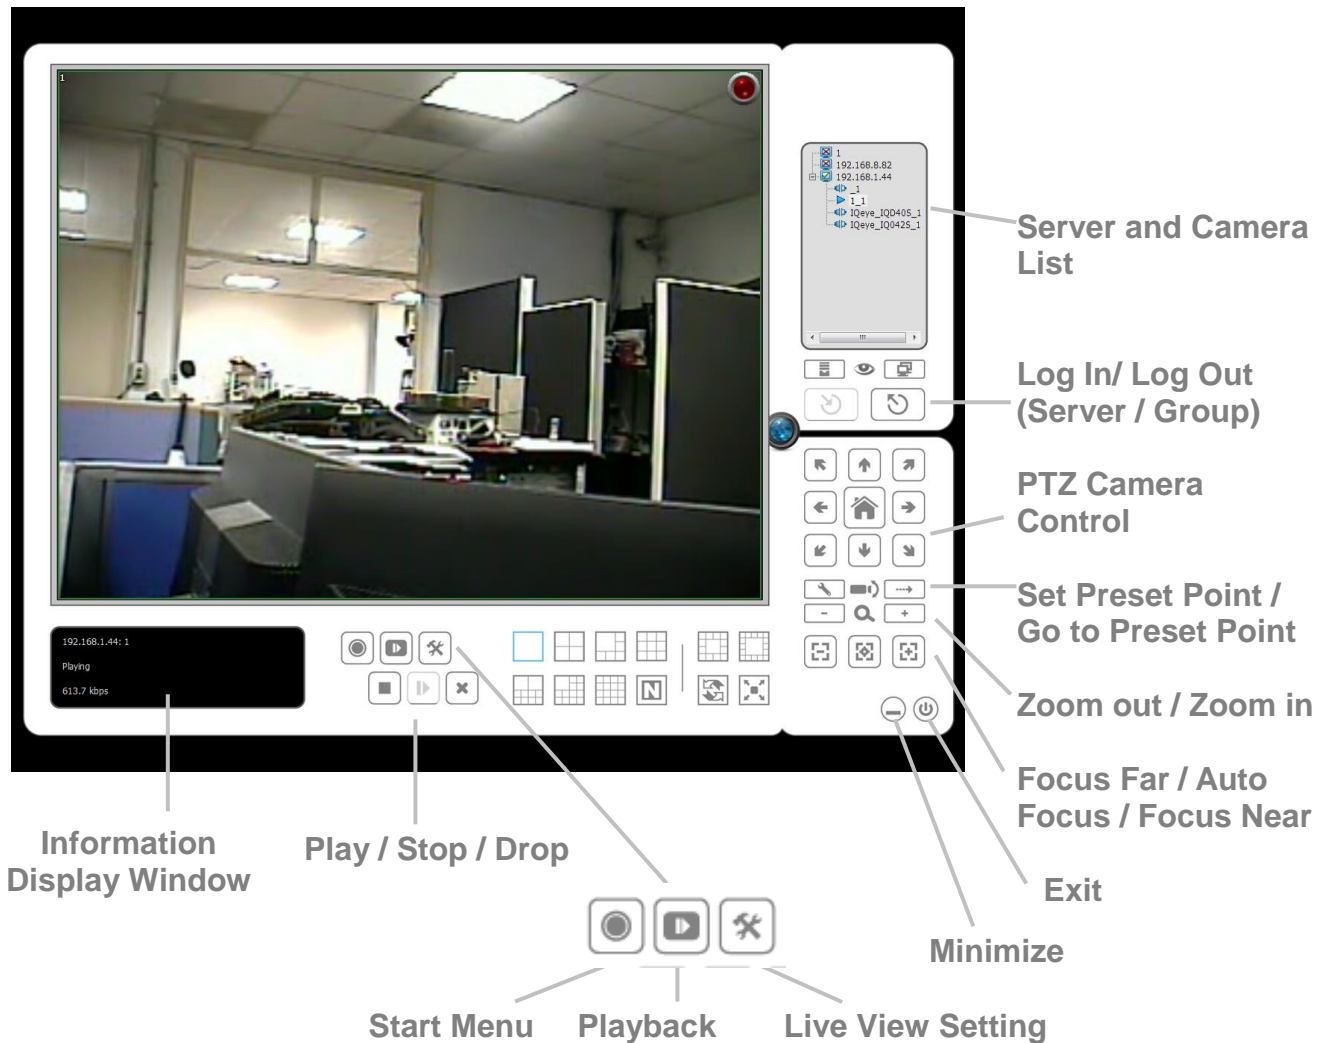 1
1
192.168.8.82
192.168.1.44
_1
1_1
IQeye_IQD40S_1
IQeye_IQ042S_1
Server and Camera
List
Log In/ Log Out
(Server / Group)
PTZ Camera
Control
Set Preset Point /
Go to Preset Point
Zoom out / Zoom in
Focus Far / Auto
Focus / Focus Near
Exit
Minimize
192.168.1.44: 1
Playing
613.7 kbps
N
Information
Display Window
Play / Stop / Drop
Start Menu
Playback
Live View Setting